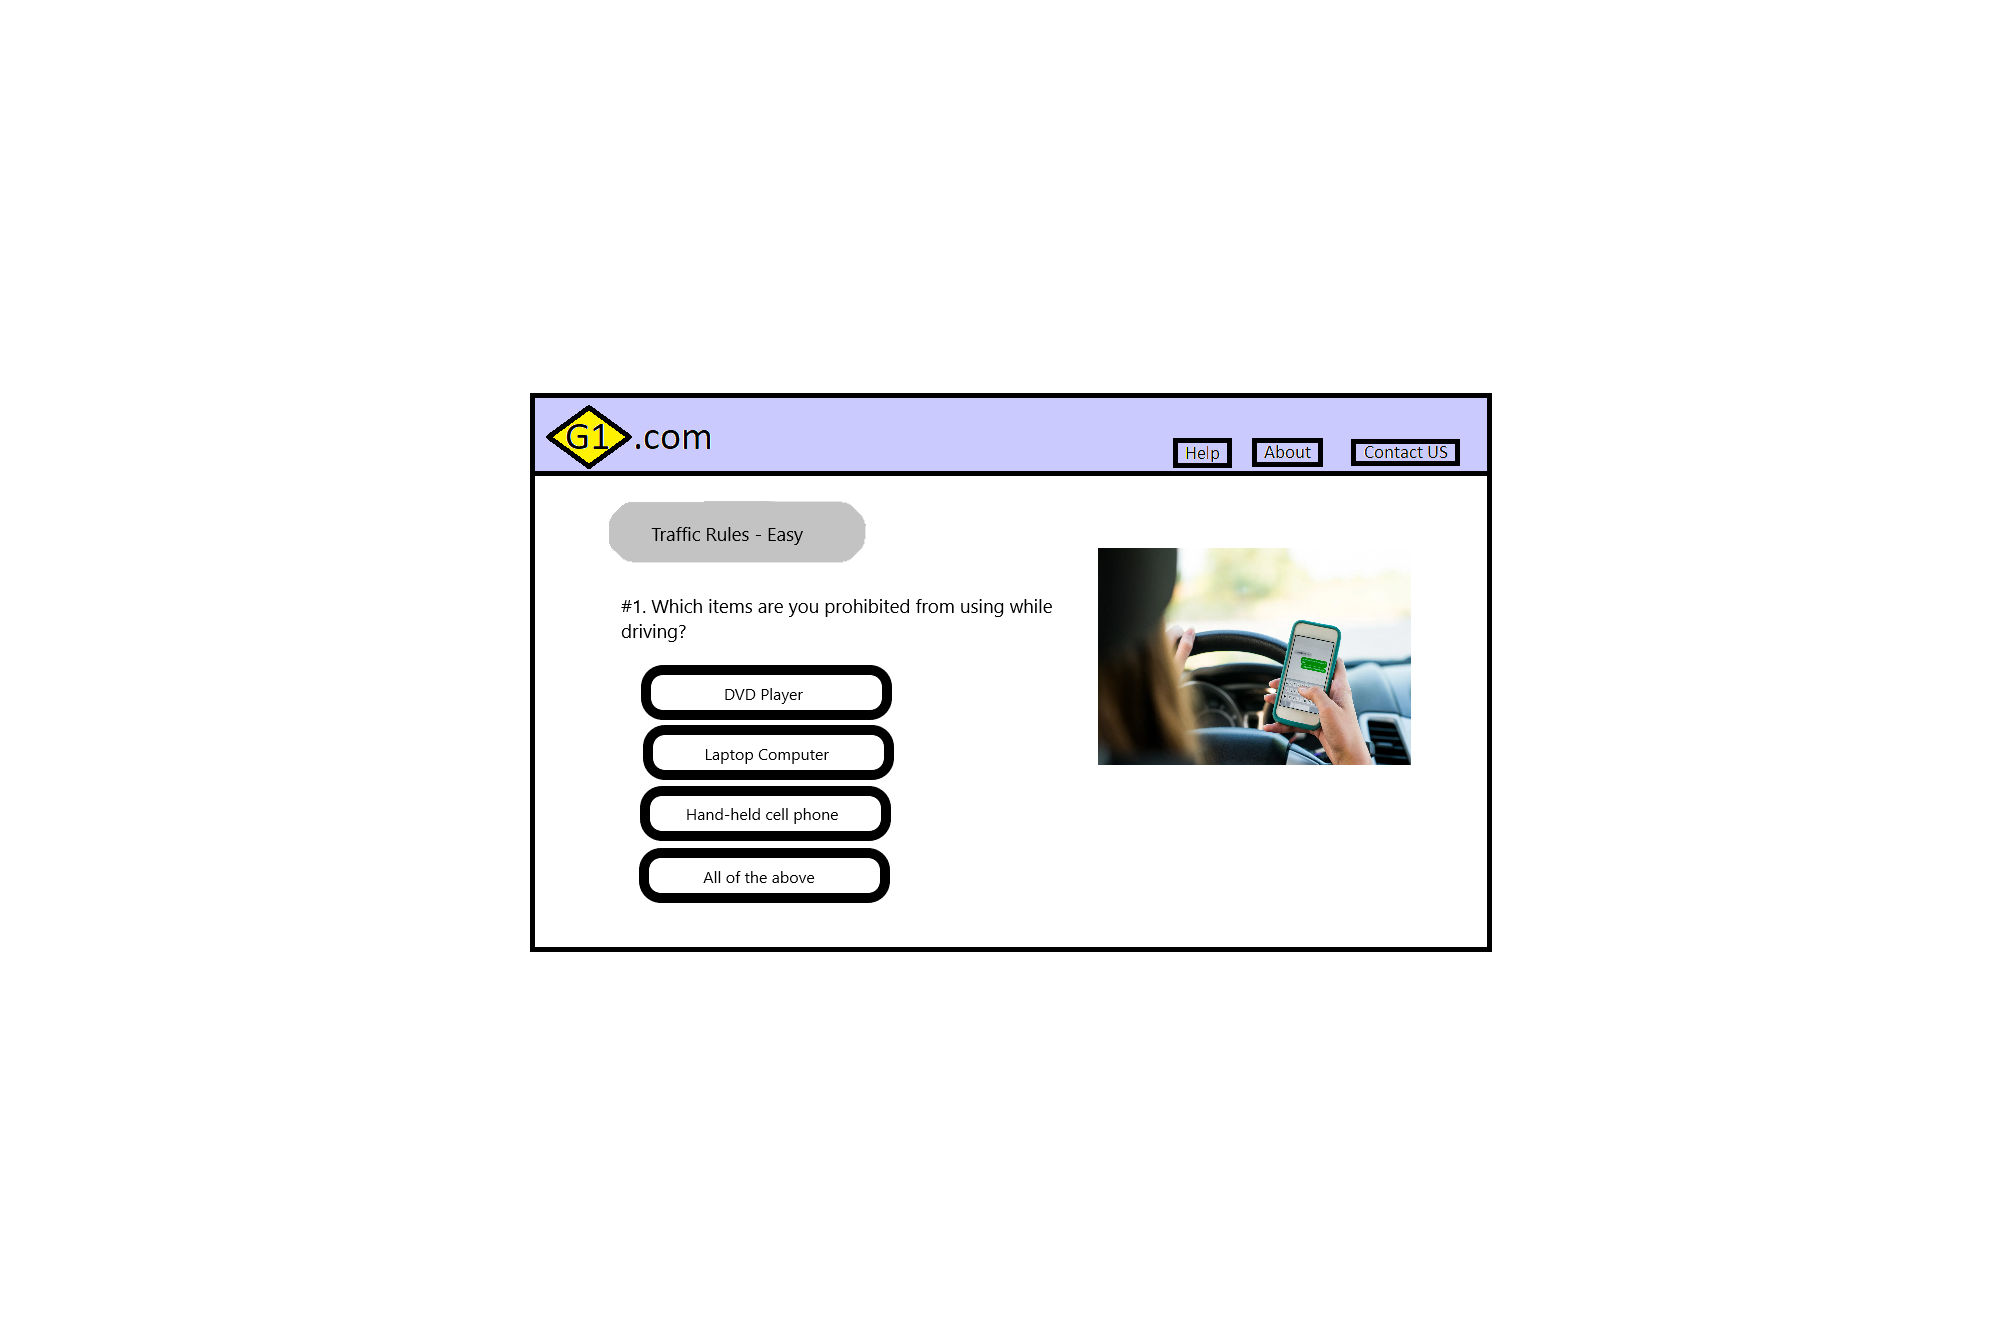 G1.com
Help About Contact US
Traffic Rules - Easy
#1. Which items are you prohibited from using while
driving?
DVD Player
Laptop Computer
Hand-held cell phone
All of the above